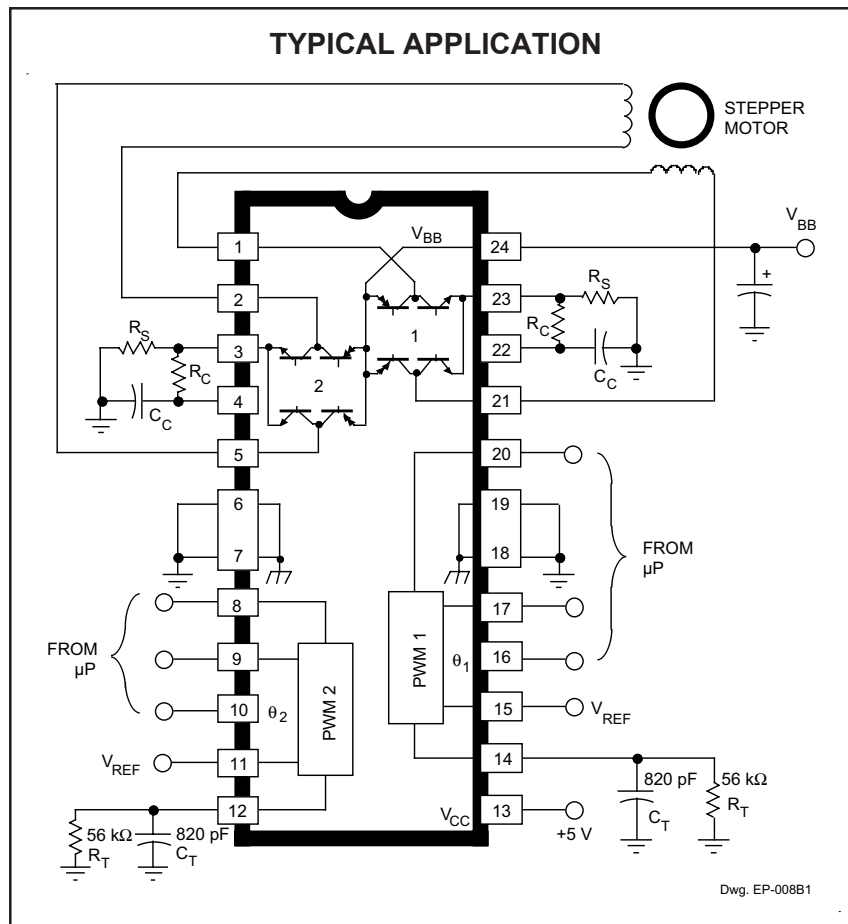 TYPICAL APPLICATION
STEPPER
MOTOR
V_BB
1
V_BB
24
+
2
23
R_S
R_C
1
R_S
3
22
R_C
2
C_C
4
21
C_C
5
20
6
19
FROM
µP
7
18
8
17
FROM
µP
9
PWM 1
θ_1
16
10
θ_2
PWM 2
15
V_REF
V_REF
11
14
12
820 pF
56 kΩ
C_T
R_T
56 kΩ
R_T
820 pF
C_T
V_CC
13
+5 V
Dwg. EP-008B1